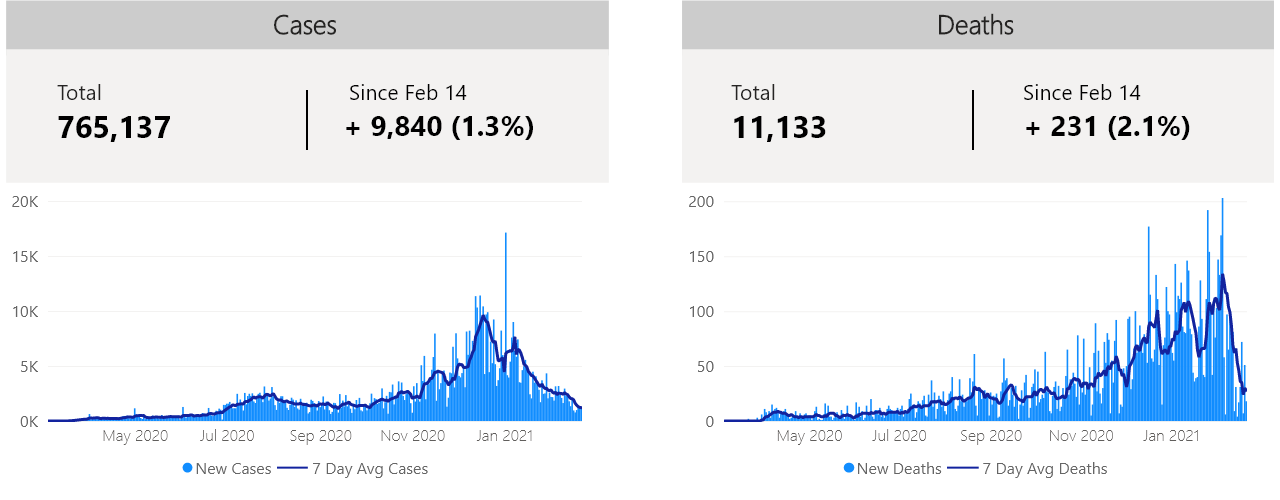 Cases
Total
765,137
Since Feb 14
+ 9,840 (1.3%)
20K
15K
10K
5K
0K
May 2020 Jul 2020 Sep 2020 Nov 2020 Jan 2021
New Cases 7 Day Avg Cases
Deaths
Total
11,133
Since Feb 14
+ 231 (2.1%)
200
150
100
50
0
May 2020 Jul 2020 Sep 2020 Nov 2020 Jan 2021
New Deaths 7 Day Avg Deaths